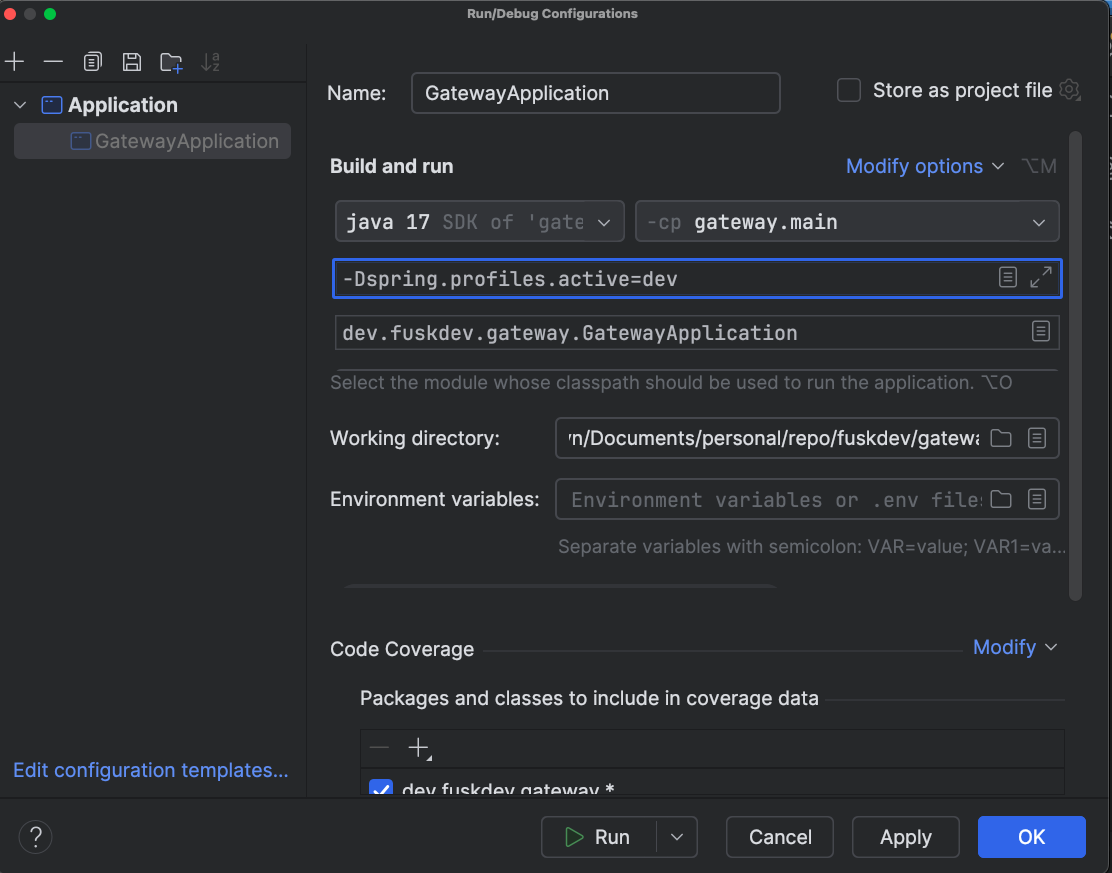 Run/Debug Configurations
Application
GatewayApplication
Edit configuration templates...
Name: GatewayApplication
Store as project file
Build and run
Modify options ⌥M
java 17 SDK of 'gate
-cp gateway.main
-Dspring.profiles.active=dev
dev.fuskdev.gateway.GatewayApplication
Select the module whose classpath should be used to run the application. ⌥O
Working directory: /Documents/personal/repo/fuskdev/gatewa
Environment variables: Environment variables or .env files
Separate variables with semicolon: VAR=value; VAR1=va...
Code Coverage
Modify
Packages and classes to include in coverage data
dev.fuskdev.gateway.*
?
Run
Cancel
Apply
OK